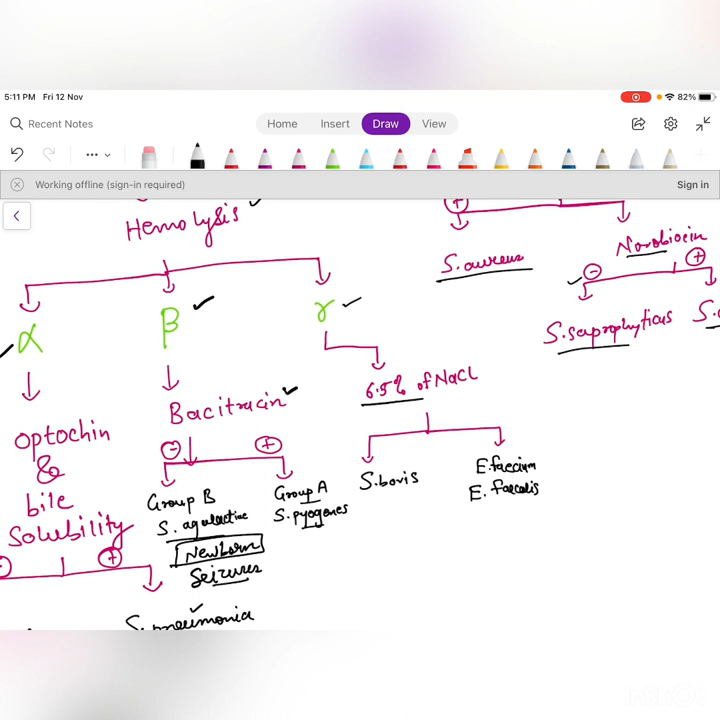 5:11 PM Fri 12 Nov
82%
Recent Notes
Home
Insert
Draw
View
Working offline (sign-in required)
Sign in
Hemolysis
S. aureus
Novobiocin
S. saprophyticus
S.
α
β
γ
6.5% of NaCl
Bacitracin
Optochin
&
bile
Solubility
Group B
S. agalactiae
Newborn
Seizures
Group A
S. pyogenes
S. bovis
E. faecium
E. faecalis
S. pneumonia